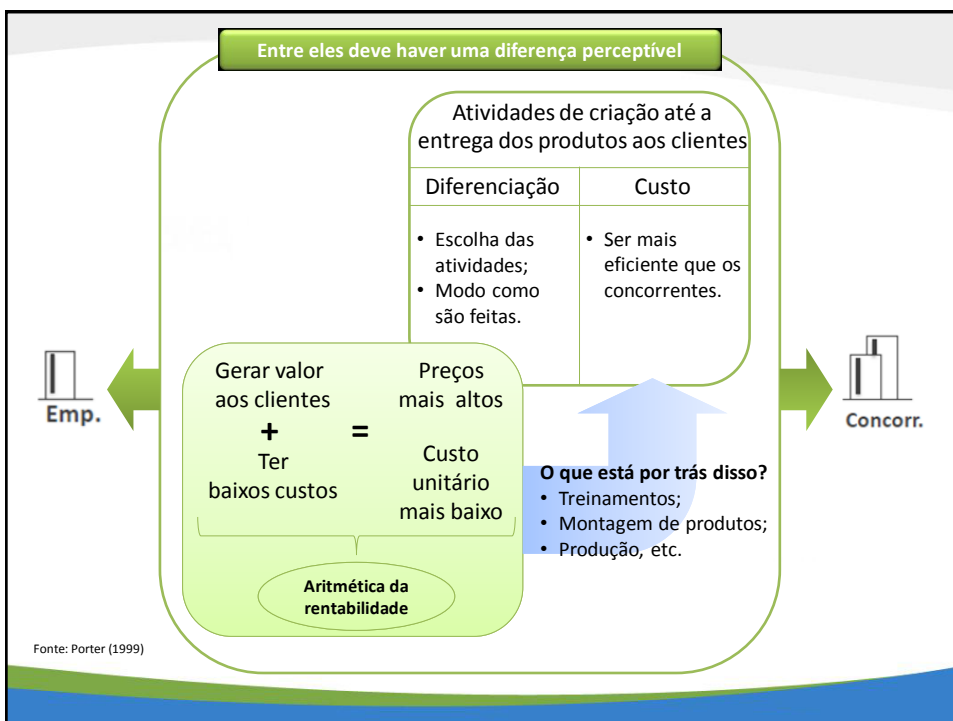 Entre eles deve haver uma diferença perceptível
Atividades de criação até a
entrega dos produtos aos clientes
Diferenciação
Custo
• Escolha das
atividades;
• Modo como
são feitas.
• Ser mais
eficiente que os
concorrentes.
Emp.
Concorr.
Gerar valor
aos clientes
+
Ter
baixos custos
=
Preços
mais altos
Custo
unitário
mais baixo
Aritmética da
rentabilidade
O que está por trás disso?
• Treinamentos;
• Montagem de produtos;
• Produção, etc.
Fonte: Porter (1999)